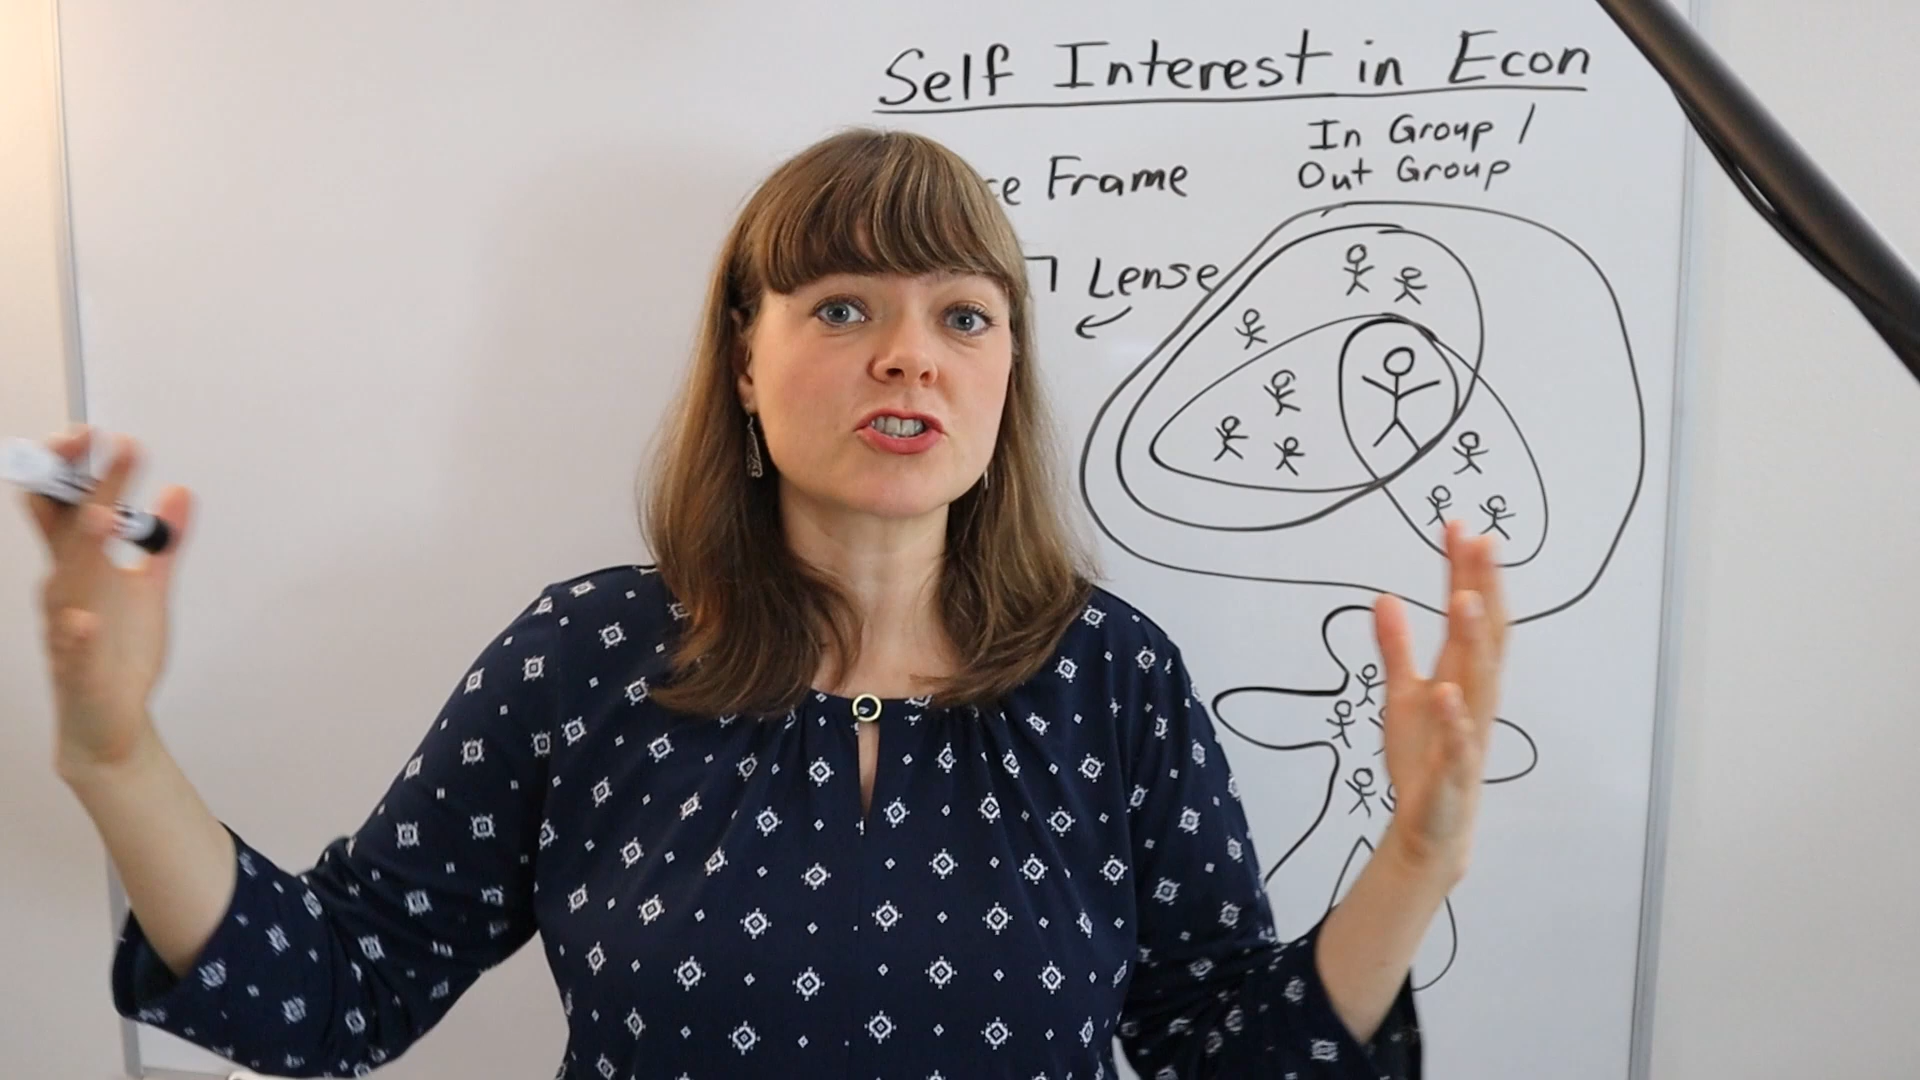 Self Interest in Econ
In Group /
Out Group
Frame
Lense